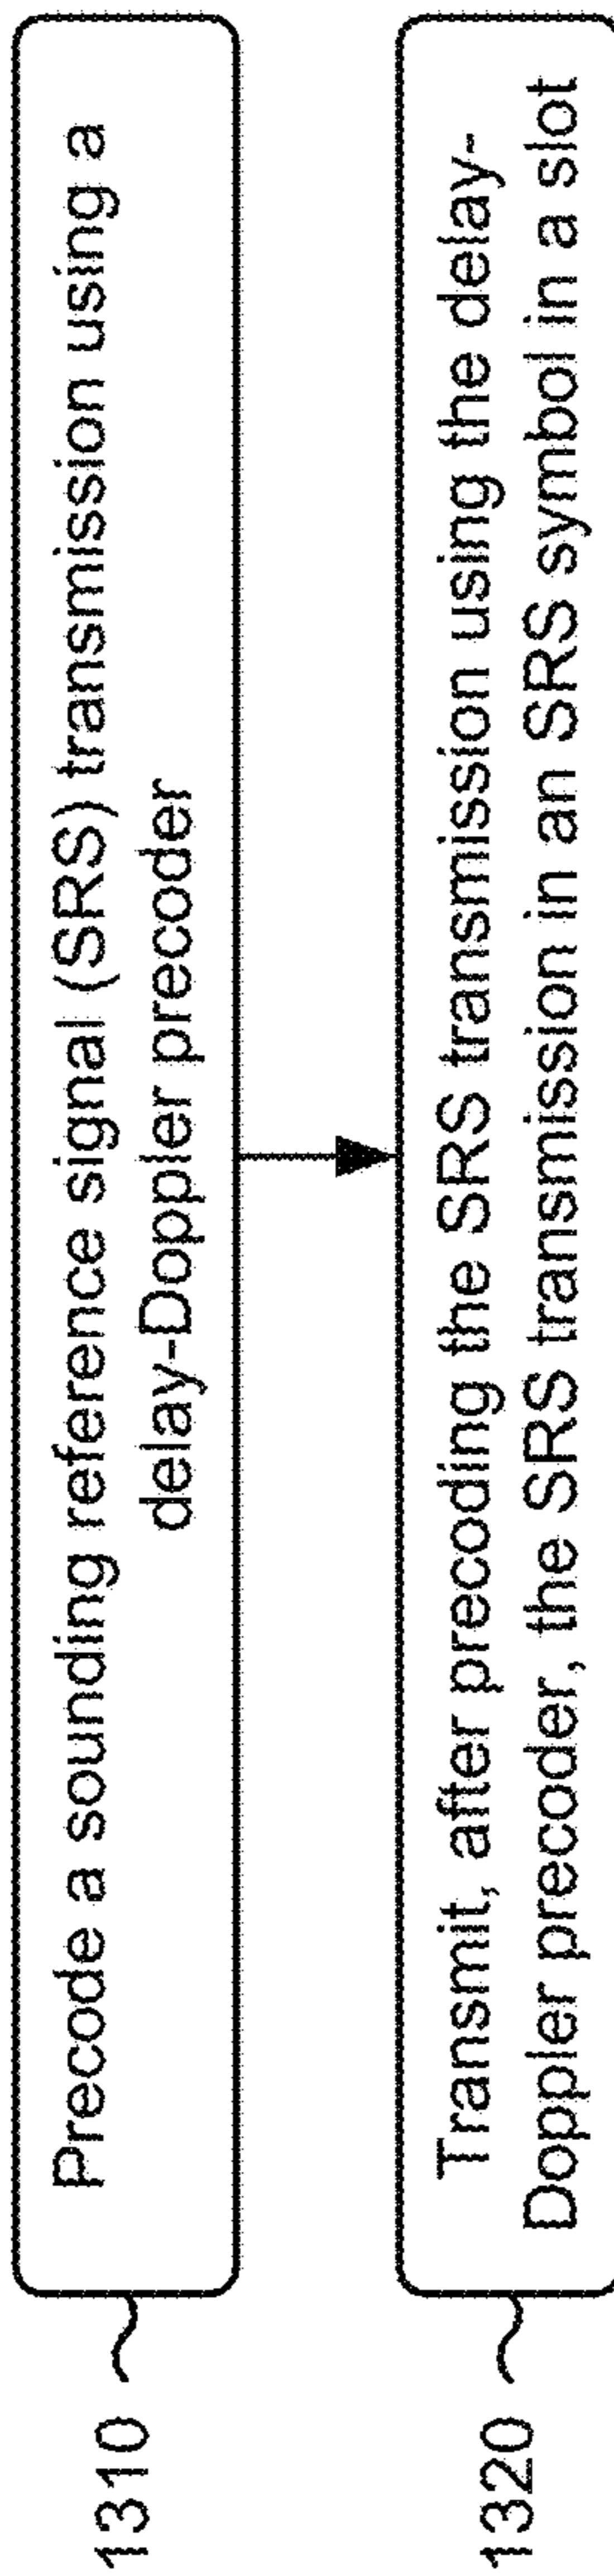 1310
Precode a sounding reference signal (SRS) transmission using a
delay-Doppler precoder
1320
Transmit, after precoding the SRS transmission using the delay-
Doppler precoder, the SRS transmission in an SRS symbol in a slot